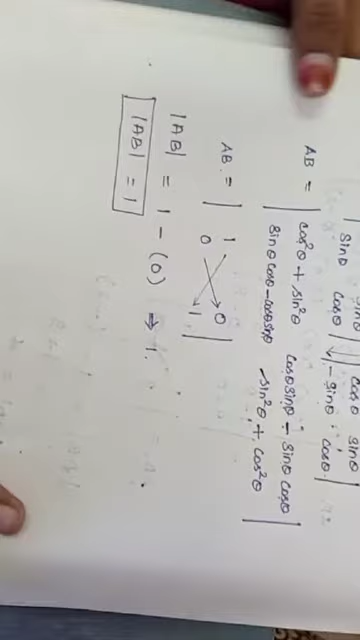 sinθ cosθ | | -sinθ cosθ |
AB = | cos²θ + sin²θ cosθ sinθ - sinθ cosθ |
sinθ cosθ - cosθ sinθ sin²θ + cos²θ |
AB = | 1 0 |
0 1 |
|AB| = 1 - (0) ⇒ 1.
|AB| = 1